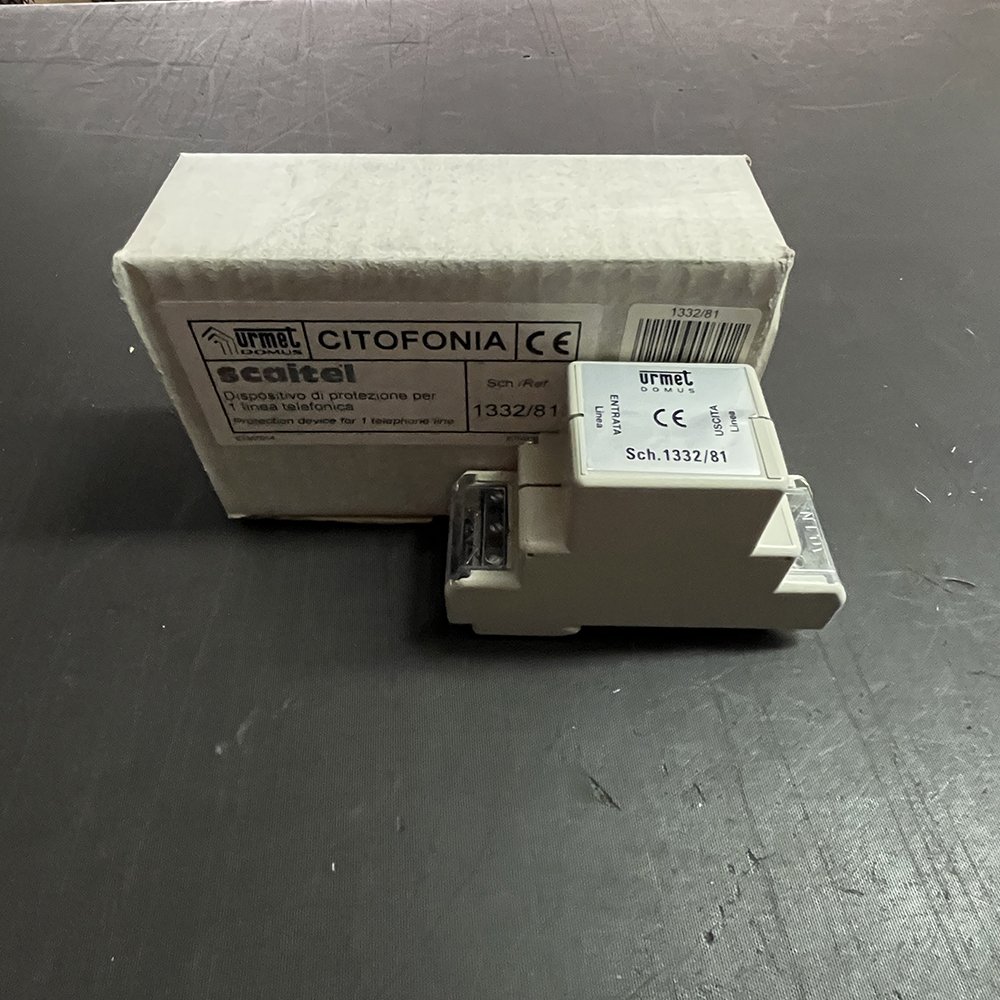 urmet
DOMUS
CITOFONIA
CE
scaitel
Dispositivo di protezione per
1 linea telefonica
Protection device for 1 telephone line
Sch./Ref
1332/81
1332/81
urmet
DOMUS
ENTRATA
Linea
CE
USCITA
Linea
Sch.1332/81